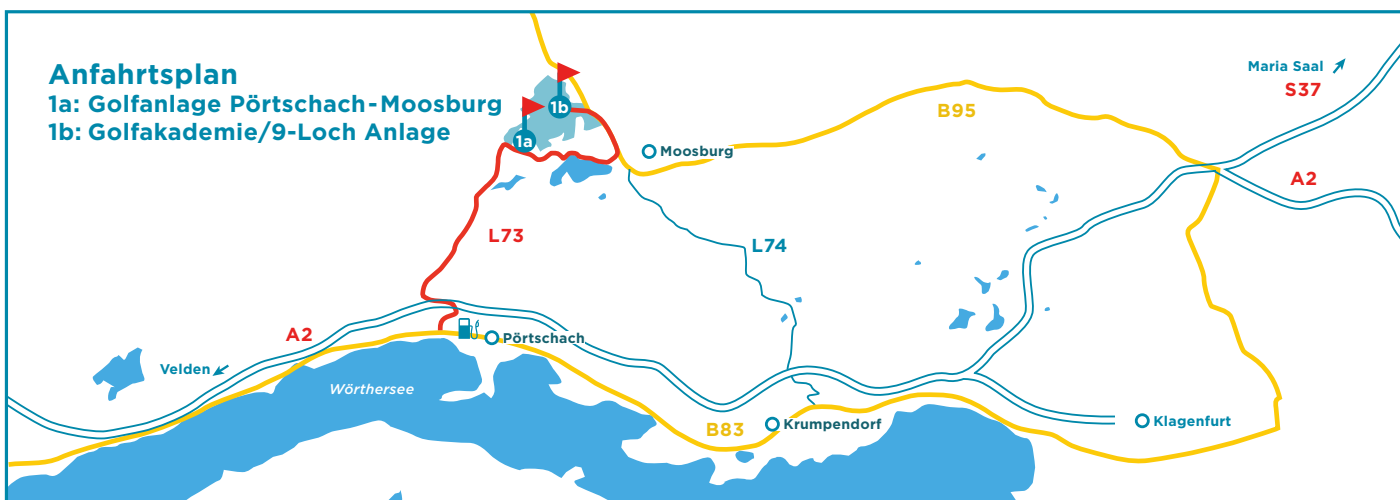 Anfahrtsplan
1a: Golfanlage Pörtschach-Moosburg
1b: Golfakademie/9-Loch Anlage
1b
1a
Maria Saal
S37
B95
Moosburg
A2
L73
L74
A2
Pörtschach
Velden
Wörthersee
B83
Krumpendorf
Klagenfurt